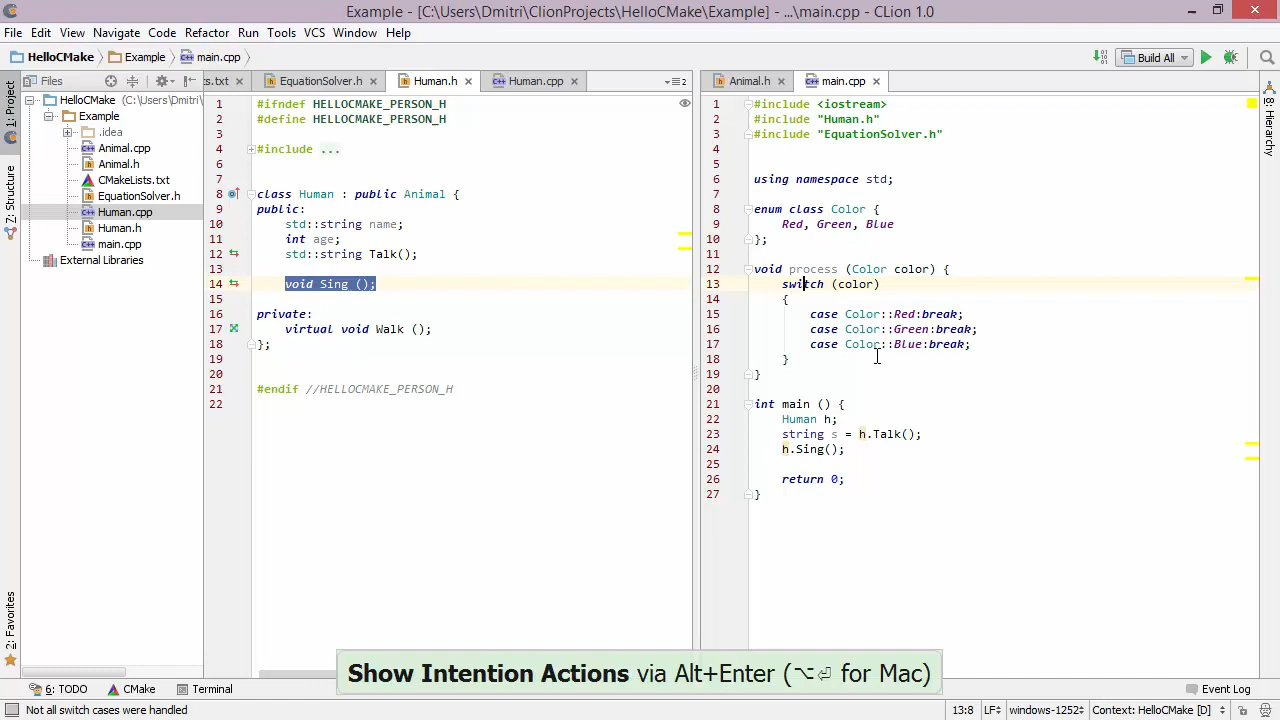 Example - [C:\Users\Dmitri\ClionProjects\HelloCMake\Example] - ...\main.cpp - CLion 1.0
File Edit View Navigate Code Refactor Run Tools VCS Window Help
HelloCMake Example main.cpp Build All
1: Project
Z: Structure
2: Favorites
Files
HelloCMake (C:\Users\Dmitri\
Example
.idea
Animal.cpp
Animal.h
CMakeLists.txt
EquationSolver.h
Human.cpp
Human.h
main.cpp
External Libraries
ts.txt EquationSolver.h Human.h Human.cpp 2
1 #ifndef HELLOCMAKE_PERSON_H
2 #define HELLOCMAKE_PERSON_H
3
4 #include ...
6
7
8 class Human : public Animal {
9 public:
10 std::string name;
11 int age;
12 std::string Talk();
13
14 void Sing ();
15
16 private:
17 virtual void Walk ();
18 };
19
20
21 #endif //HELLOCMAKE_PERSON_H
22
Animal.h main.cpp
1 #include <iostream>
2 #include "Human.h"
3 #include "EquationSolver.h"
4
5
6 using namespace std;
7
8 enum class Color {
9 Red, Green, Blue
10 };
11
12 void process (Color color) {
13 switch (color)
14 {
15 case Color::Red:break;
16 case Color::Green:break;
17 case Color::Blue:break;
18 }
19 }
20
21 int main () {
22 Human h;
23 string s = h.Talk();
24 h.Sing();
25
26 return 0;
27 }
8: Hierarchy
Show Intention Actions via Alt+Enter (⌥⏎ for Mac)
6: TODO CMake Terminal Event Log
Not all switch cases were handled 13:8 LF windows-1252 Context: HelloCMake [D]